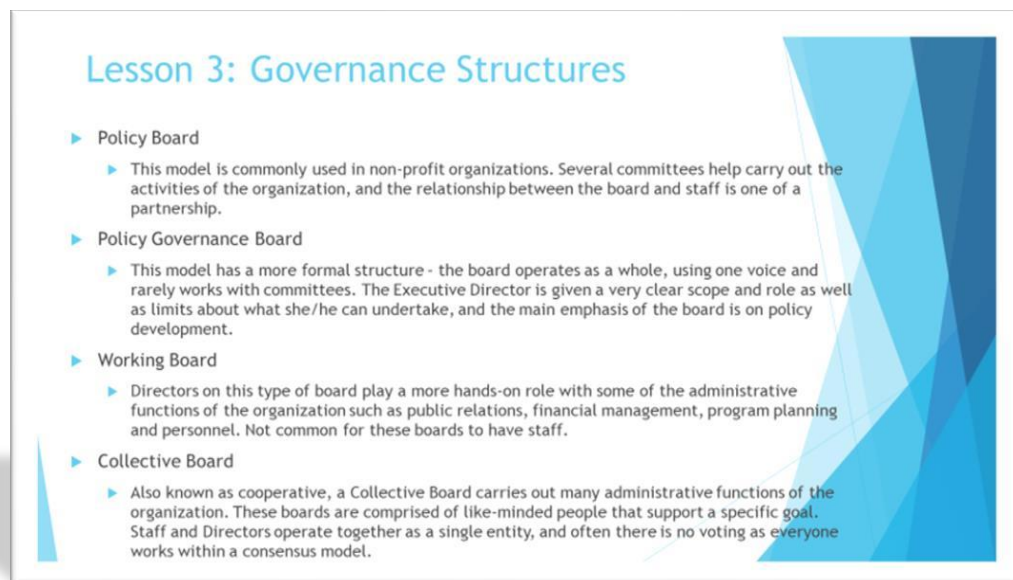 Lesson 3: Governance Structures
Policy Board
This model is commonly used in non-profit organizations. Several committees help carry out the
activities of the organization, and the relationship between the board and staff is one of a
partnership.
Policy Governance Board
This model has a more formal structure - the board operates as a whole, using one voice and
rarely works with committees. The Executive Director is given a very clear scope and role as well
as limits about what she/he can undertake, and the main emphasis of the board is on policy
development.
Working Board
Directors on this type of board play a more hands-on role with some of the administrative
functions of the organization such as public relations, financial management, program planning
and personnel. Not common for these boards to have staff.
Collective Board
Also known as cooperative, a Collective Board carries out many administrative functions of the
organization. These boards are comprised of like-minded people that support a specific goal.
Staff and Directors operate together as a single entity, and often there is no voting as everyone
works within a consensus model.